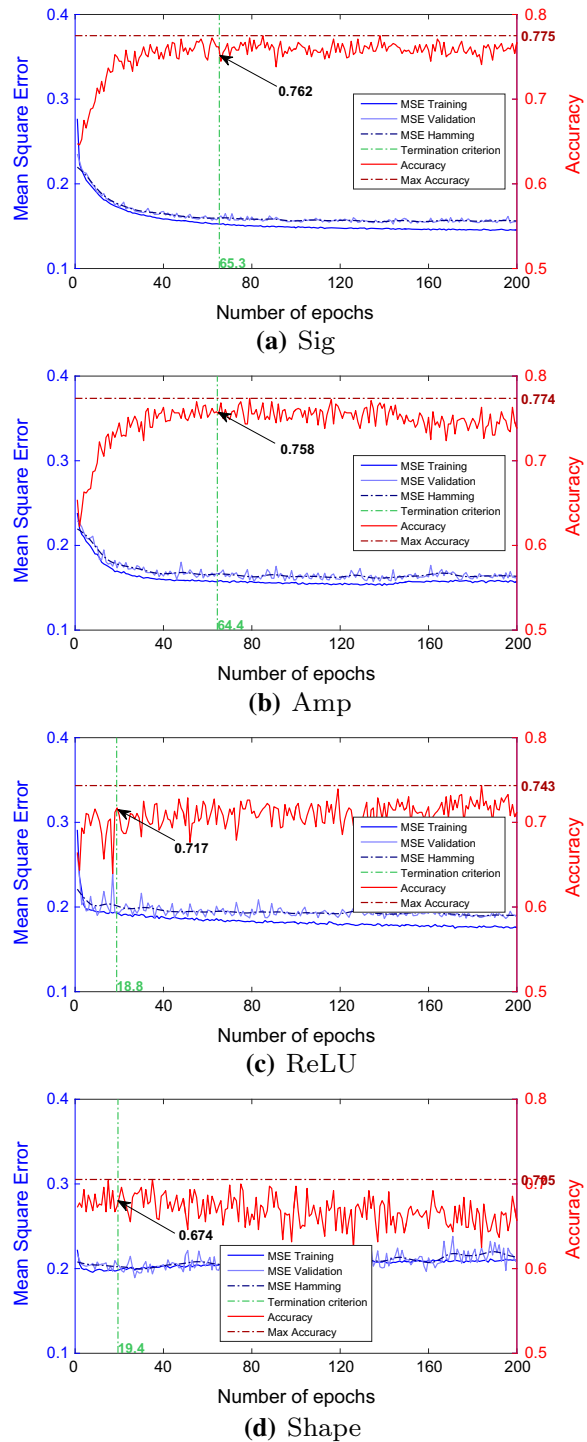 0.4
0.3
0.2
0.1
Mean Square Error
0.8
0.775
0.7
0.6
0.5
Accuracy
0.762
MSE Training
MSE Validation
MSE Hamming
Termination criterion
Accuracy
Max Accuracy
65.3
0 40 80 120 160 200
Number of epochs
(a) Sig
0.4
0.3
0.2
0.1
Mean Square Error
0.8
0.774
0.7
0.6
0.5
Accuracy
0.758
MSE Training
MSE Validation
MSE Hamming
Termination criterion
Accuracy
Max Accuracy
64.4
0 40 80 120 160 200
Number of epochs
(b) Amp
0.4
0.3
0.2
0.1
Mean Square Error
0.8
0.743
0.7
0.6
0.5
Accuracy
0.717
MSE Training
MSE Validation
MSE Hamming
Termination criterion
Accuracy
Max Accuracy
18.8
0 40 80 120 160 200
Number of epochs
(c) ReLU
0.4
0.3
0.2
0.1
Mean Square Error
0.8
0.705
0.7
0.6
0.5
Accuracy
0.674
MSE Training
MSE Validation
MSE Hamming
Termination criterion
Accuracy
Max Accuracy
19.4
0 40 80 120 160 200
Number of epochs
(d) Shape